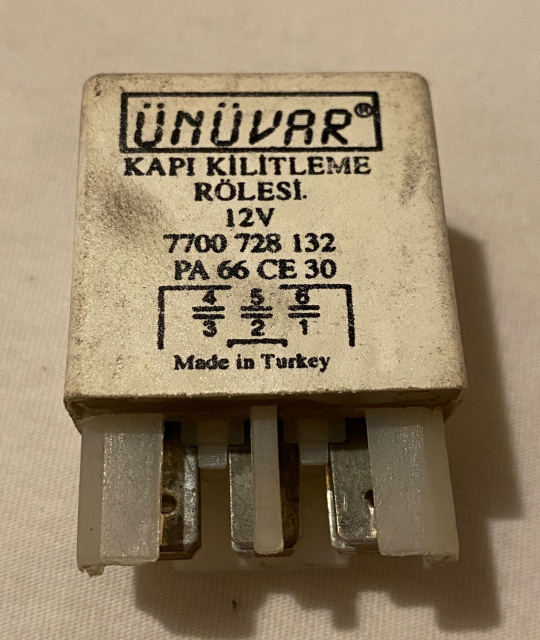 ÜNÜVAR®
KAPI KİLİTLEME
RÖLESİ.
12V
7700 728 132
PA 66 CE 30
4 5 6
3 2 1
Made in Turkey